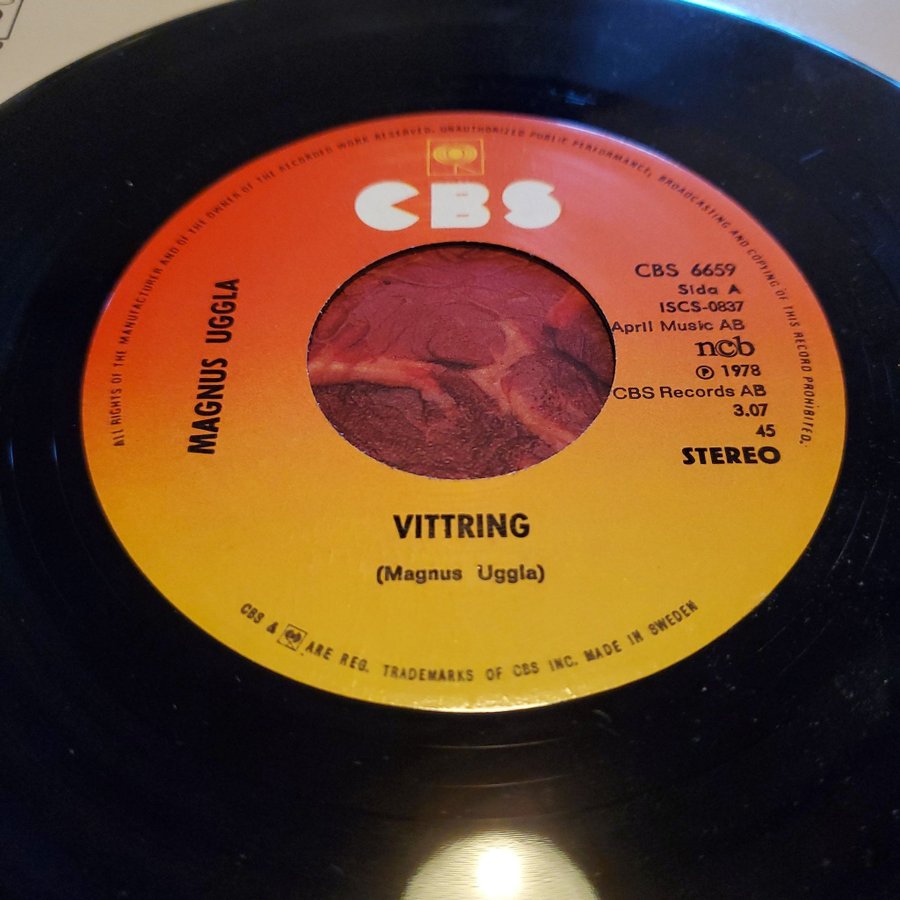 ALL RIGHTS OF THE MANUFACTURER AND OF THE OWNER OF THE RECORDED WORK RESERVED. UNAUTHORIZED PUBLIC PERFORMANCE, BROADCASTING AND COPYING OF THIS RECORD PROHIBITED.
CBS
MAGNUS UGGLA
CBS 6659
Sida A
ISCS-0837
April Music AB
ncb
℗ 1978
CBS Records AB
3.07
45
STEREO
VITTRING
(Magnus Uggla)
CBS & ARE REG. TRADEMARKS OF CBS INC. MADE IN SWEDEN